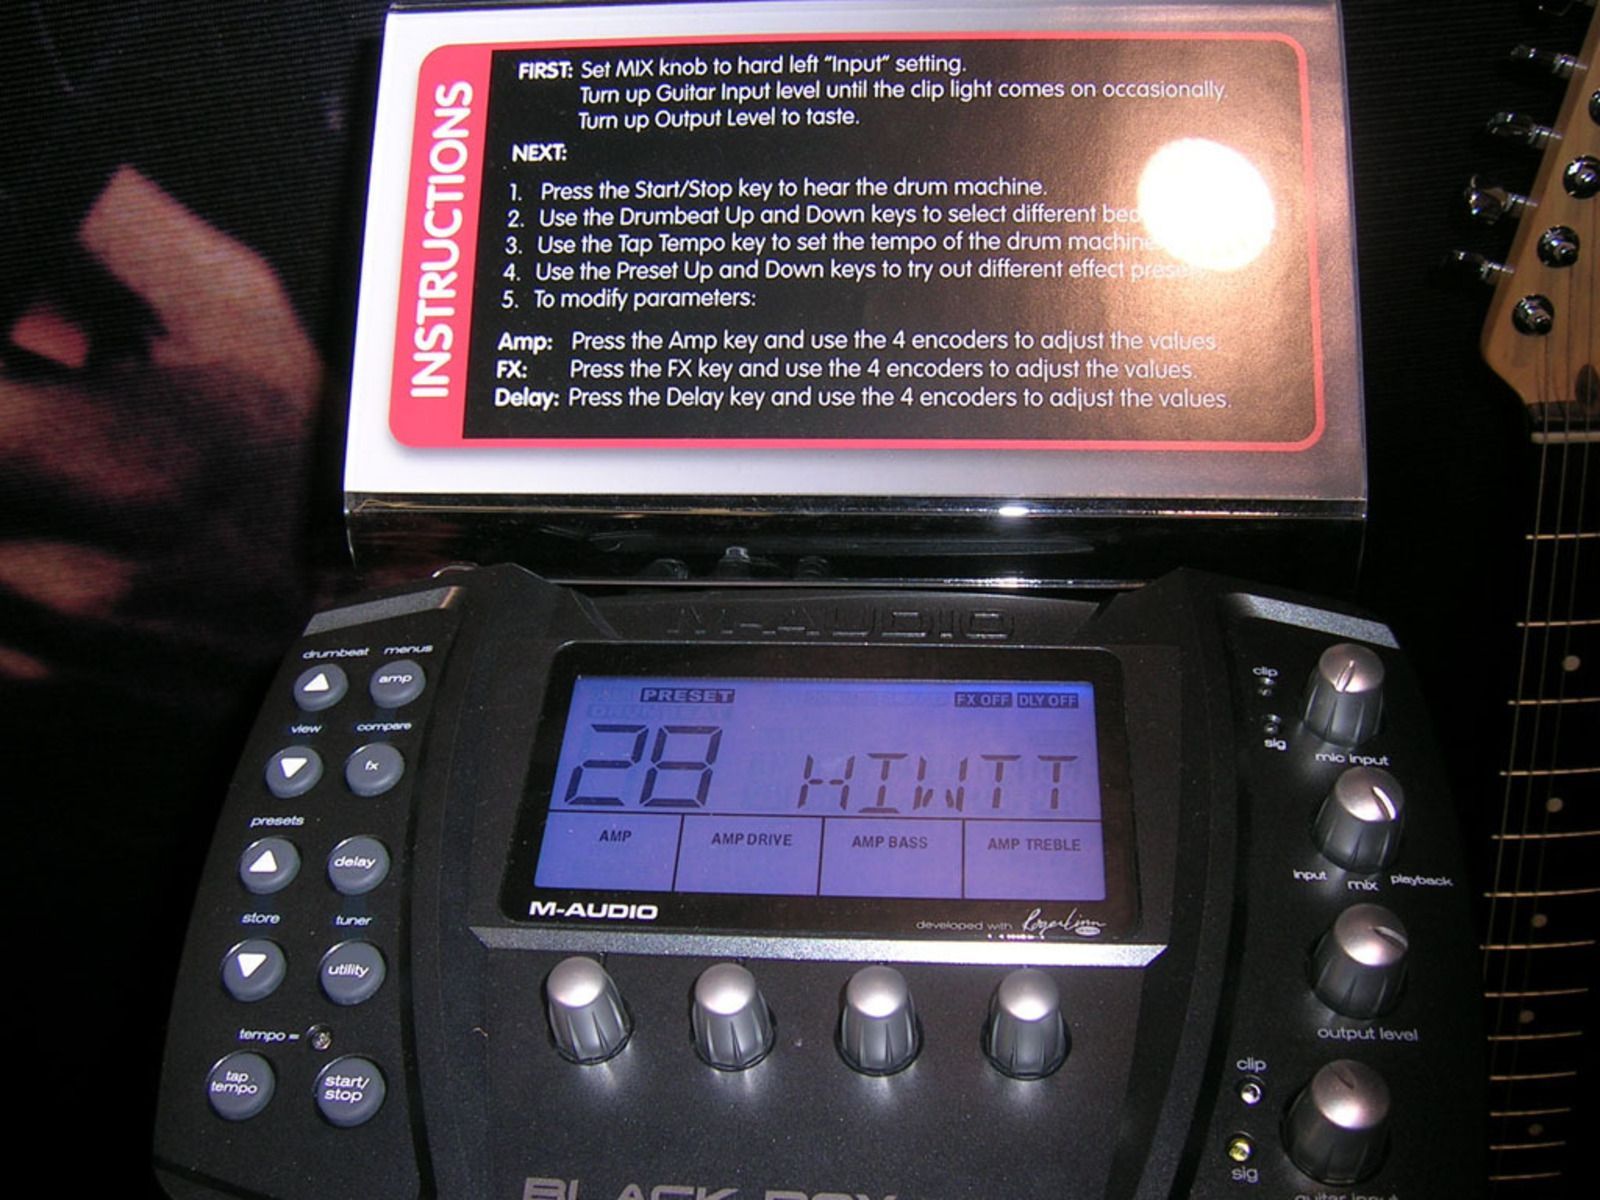 INSTRUCTIONS
FIRST: Set MIX knob to hard left "Input" setting.
Turn up Guitar Input level until the clip light comes on occasionally.
Turn up Output Level to taste.
NEXT:
1. Press the Start/Stop key to hear the drum machine.
2. Use the Drumbeat Up and Down keys to select different
3. Use the Tap Tempo key to set the tempo of the drum machine
4. Use the Preset Up and Down keys to try out different effect
5. To modify parameters:
Amp: Press the Amp key and use the 4 encoders to adjust the values.
FX: Press the FX key and use the 4 encoders to adjust the values.
Delay: Press the Delay key and use the 4 encoders to adjust the values.
M-AUDIO
drumbeat menus
amp
view compare
fx
presets
delay
store tuner
utility
tempo =
tap tempo
start/stop
PRESET FX OFF DLY OFF
28 HIWTT
AMP AMP DRIVE AMP BASS AMP TREBLE
M-AUDIO
developed with Roger Linn
clip
sig
mic input
input mix playback
output level
clip
sig
guitar input
BLACK BOX